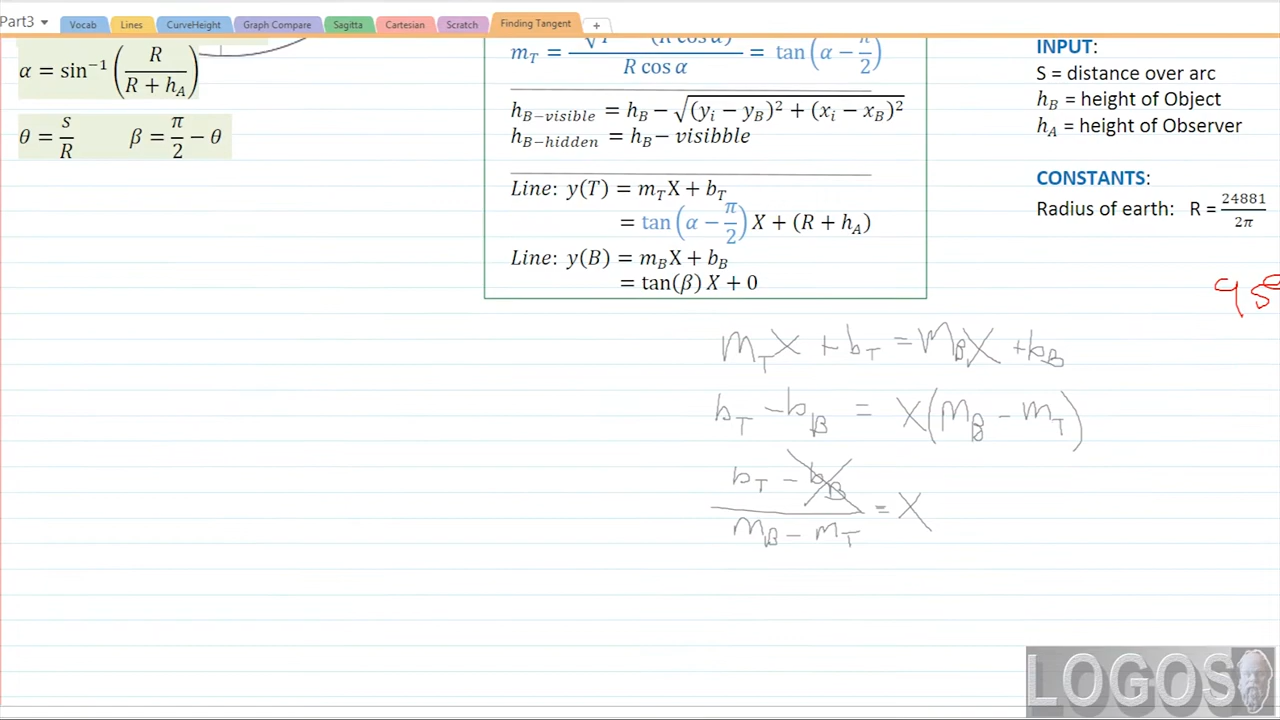 Part3 Vocab Lines CurveHeight Graph Compare Sagitta Cartesian Scratch Finding Tangent +
α = sin⁻¹ (R / (R + h_A))
θ = s/R β = π/2 − θ
m_T = / R cos α = tan(α − π/2)
h_B−visible = h_B − √((y_i − y_B)² + (x_i − x_B)²)
h_B−hidden = h_B − visibble
Line: y(T) = m_T X + b_T
= tan(α − π/2) X + (R + h_A)
Line: y(B) = m_B X + b_B
= tan(β) X + 0
INPUT:
S = distance over arc
h_B = height of Object
h_A = height of Observer
CONSTANTS:
Radius of earth: R = 24881/2π
m_T X + b_T = m_B X + b_B
b_T − b_B = X(m_B − m_T)
(b_T − b_B) / (m_B − m_T) = X
LOGOS